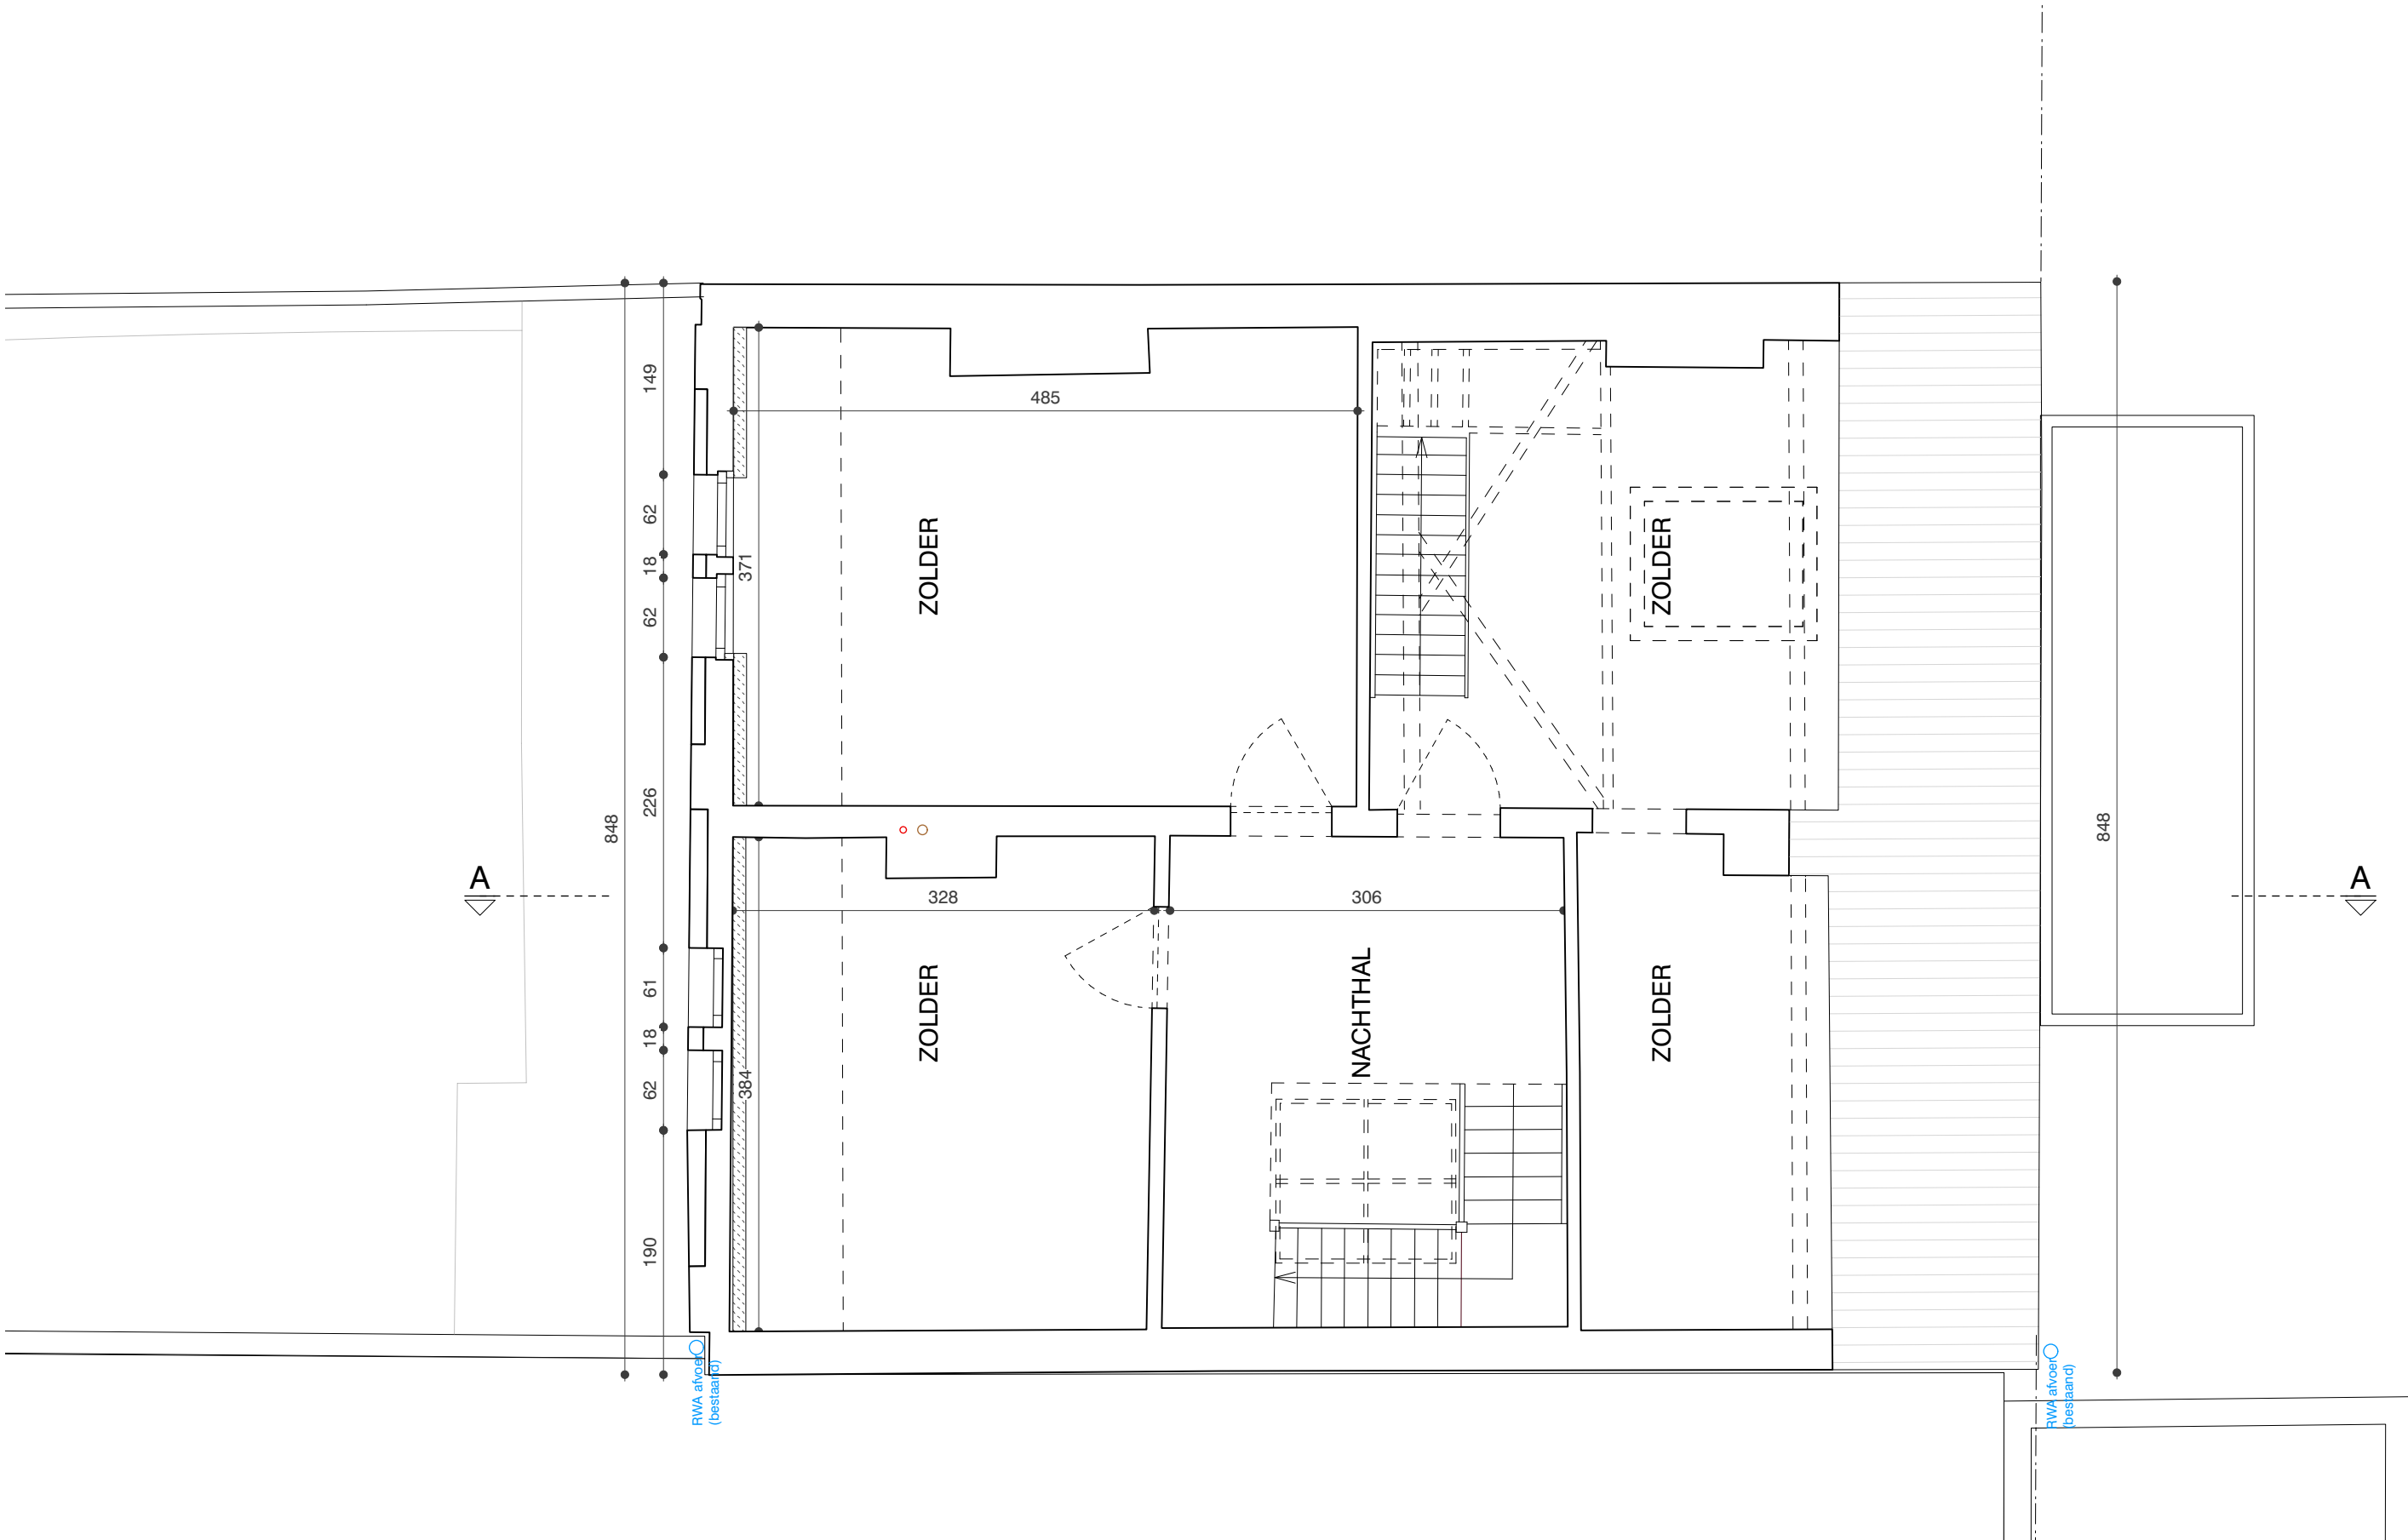 149
485
62
18
371
62
ZOLDER
ZOLDER
226
848
848
A
A
328
306
61
18
62
384
ZOLDER
NACHTHAL
ZOLDER
190
RWA afvoer
(bestaand)
RWA afvoer
(bestaand)